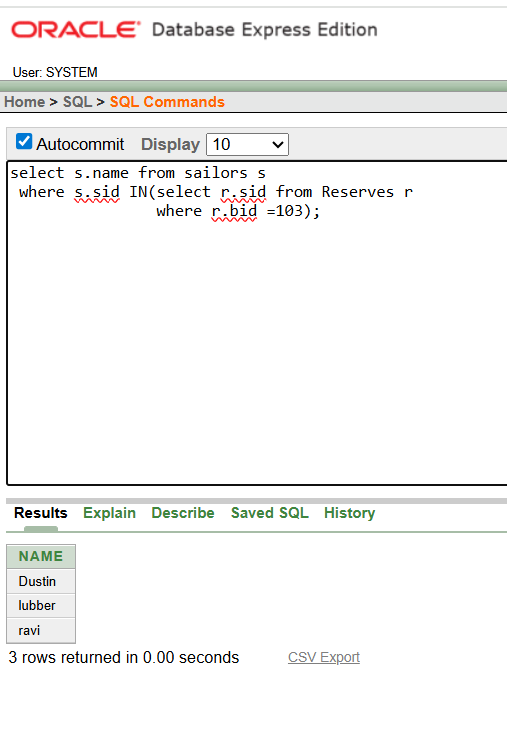 ORACLE Database Express Edition
User: SYSTEM
Home > SQL > SQL Commands
Autocommit Display 10
select s.name from sailors s
where s.sid IN(select r.sid from Reserves r
where r.bid =103);
Results Explain Describe Saved SQL History
NAME
Dustin
lubber
ravi
3 rows returned in 0.00 seconds CSV Export